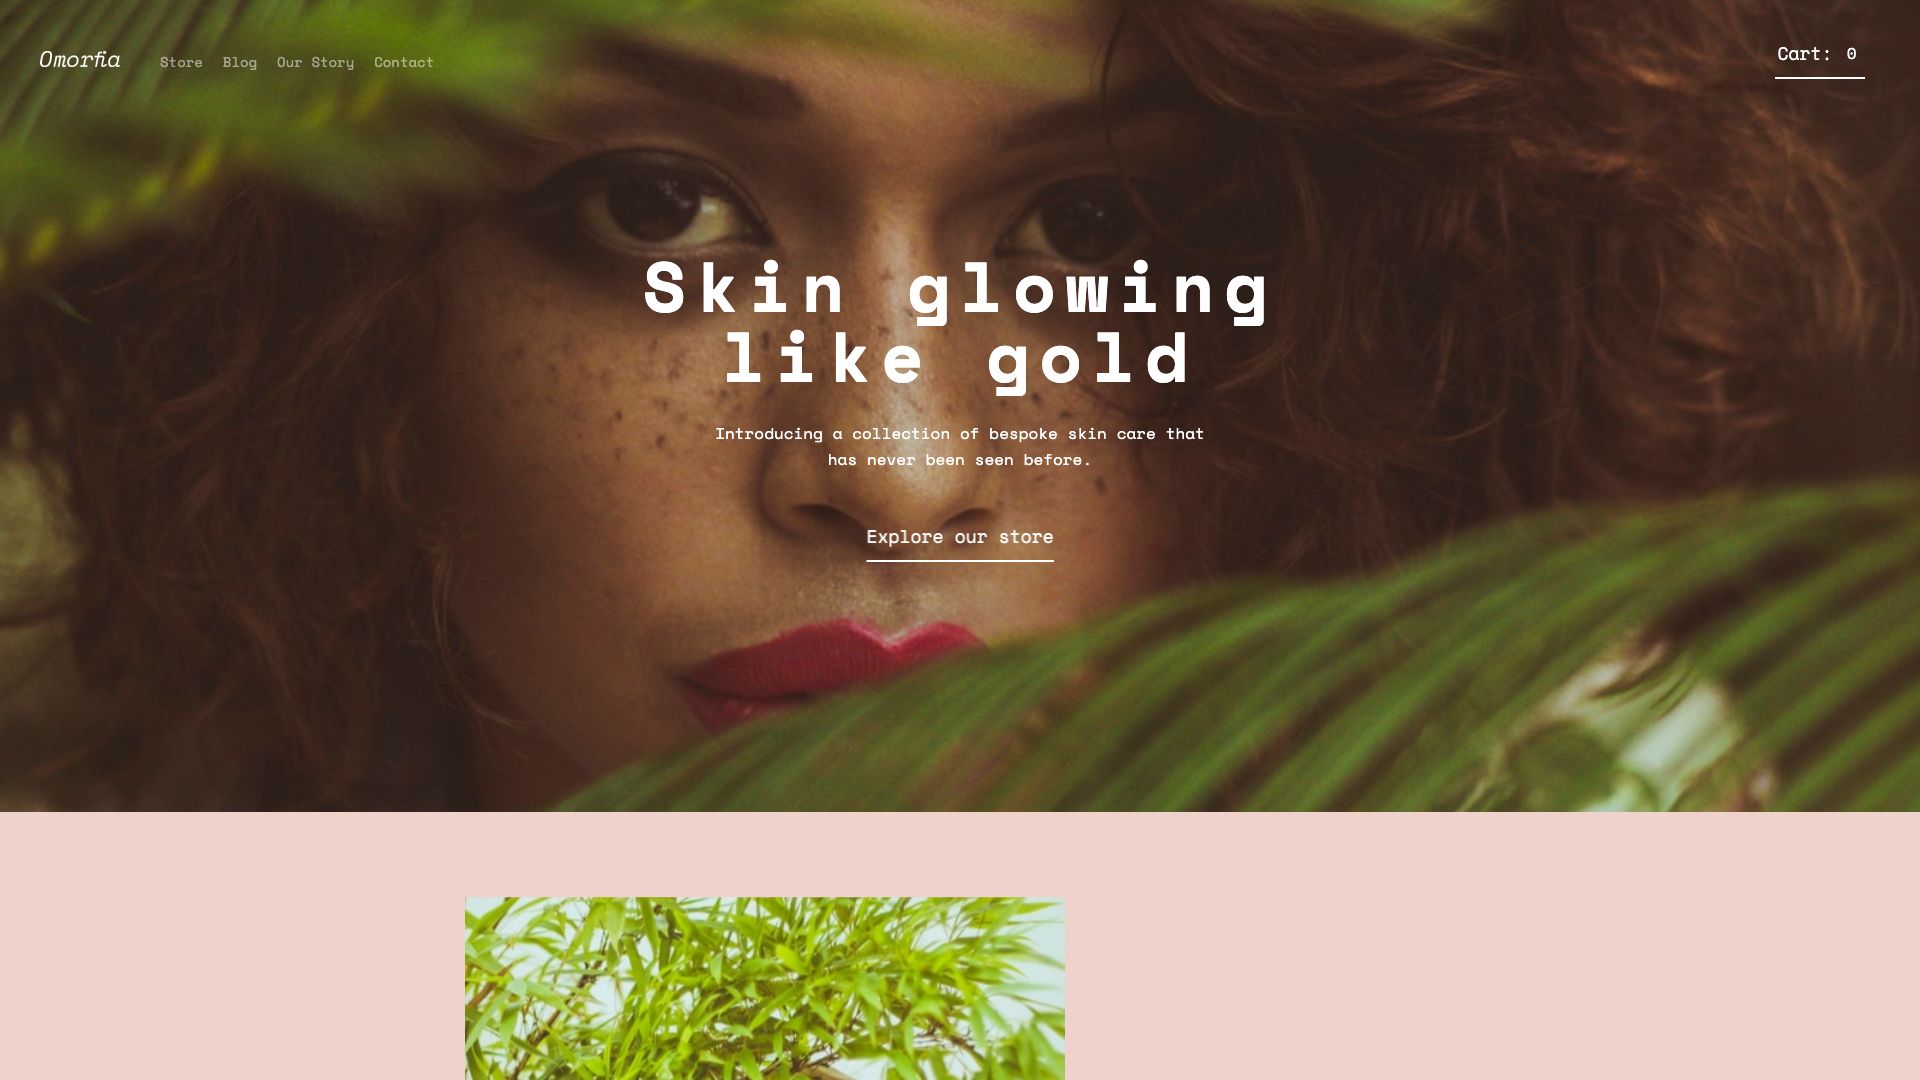 Omorfia
Store Blog Our Story Contact
Cart: 0
Skin glowing
like gold
Introducing a collection of bespoke skin care that
has never been seen before.
Explore our store